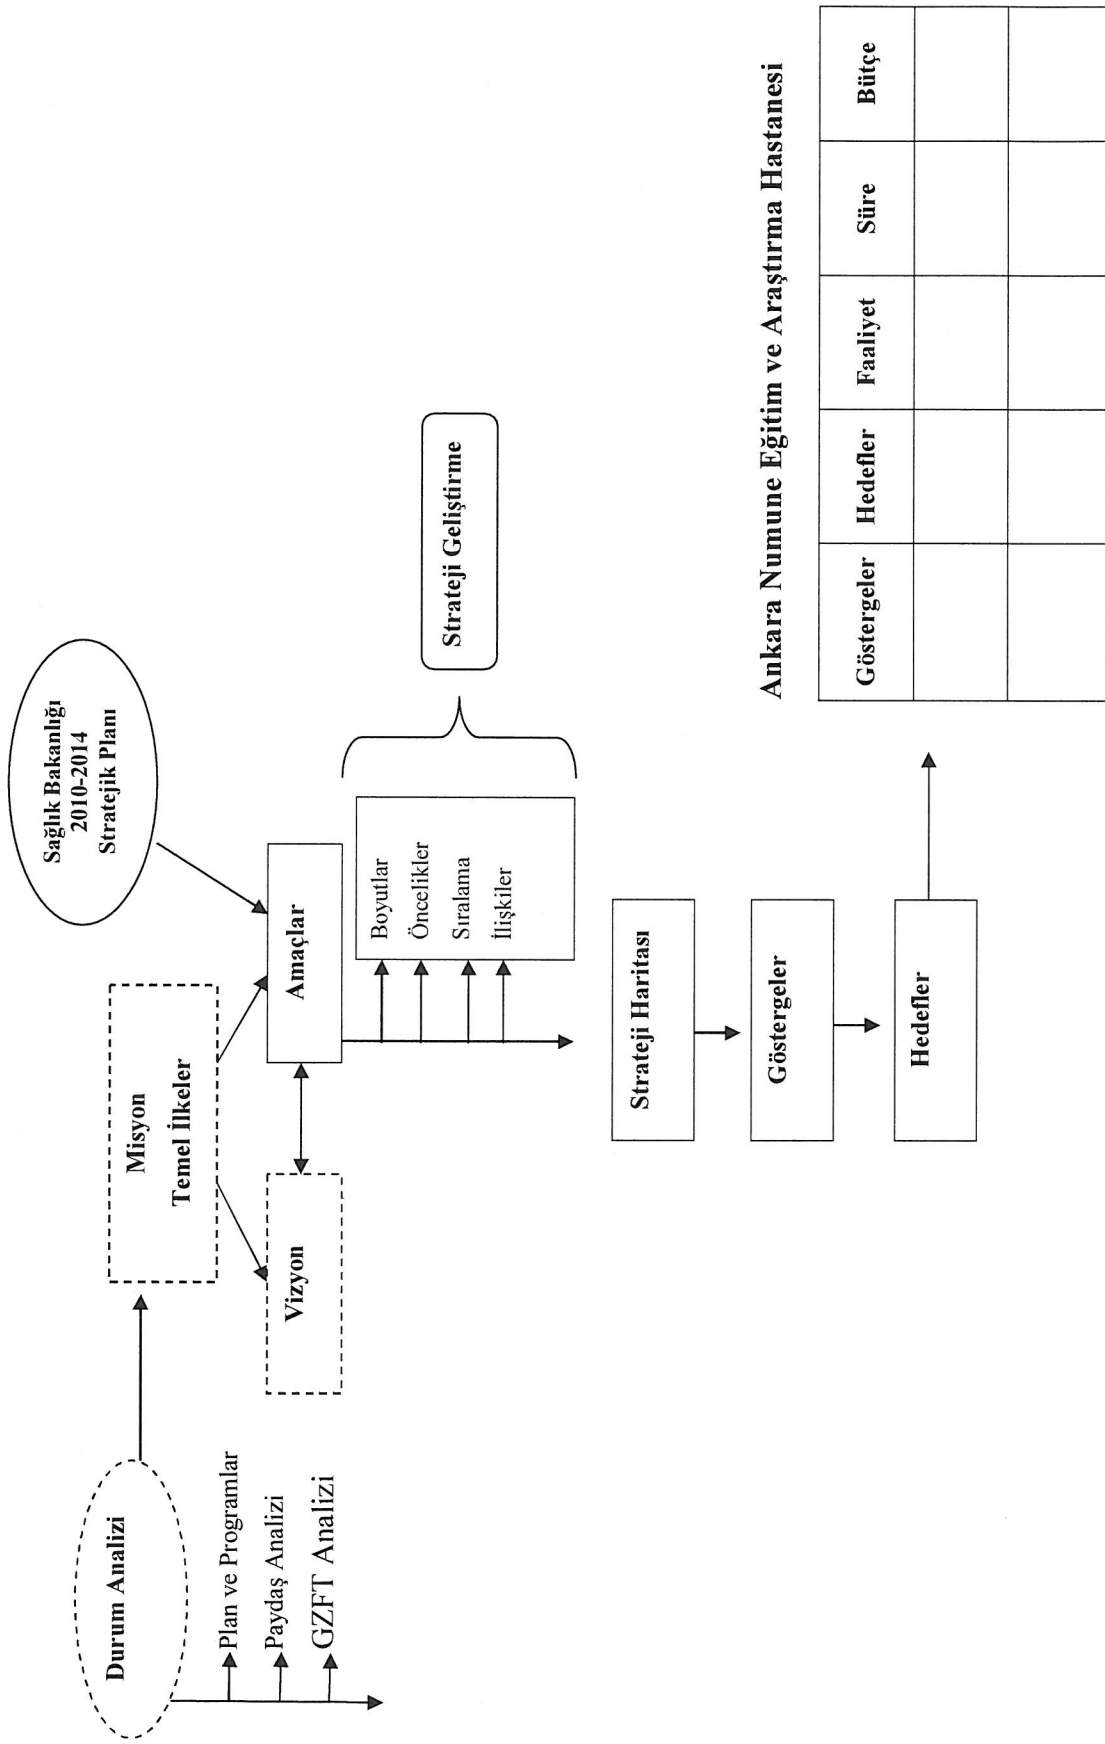 Sağlık Bakanlığı
2010-2014
Stratejik Planı
Durum Analizi
Misyon
Temel İlkeler
Plan ve Programlar
Paydaş Analizi
GZFT Analizi
Vizyon
Amaçlar
Boyutlar
Öncelikler
Sıralama
İlişkiler
Strateji Geliştirme
Strateji Haritası
Göstergeler
Hedefler
Ankara Numune Eğitim ve Araştırma Hastanesi
Göstergeler Hedefler Faaliyet Süre Bütçe